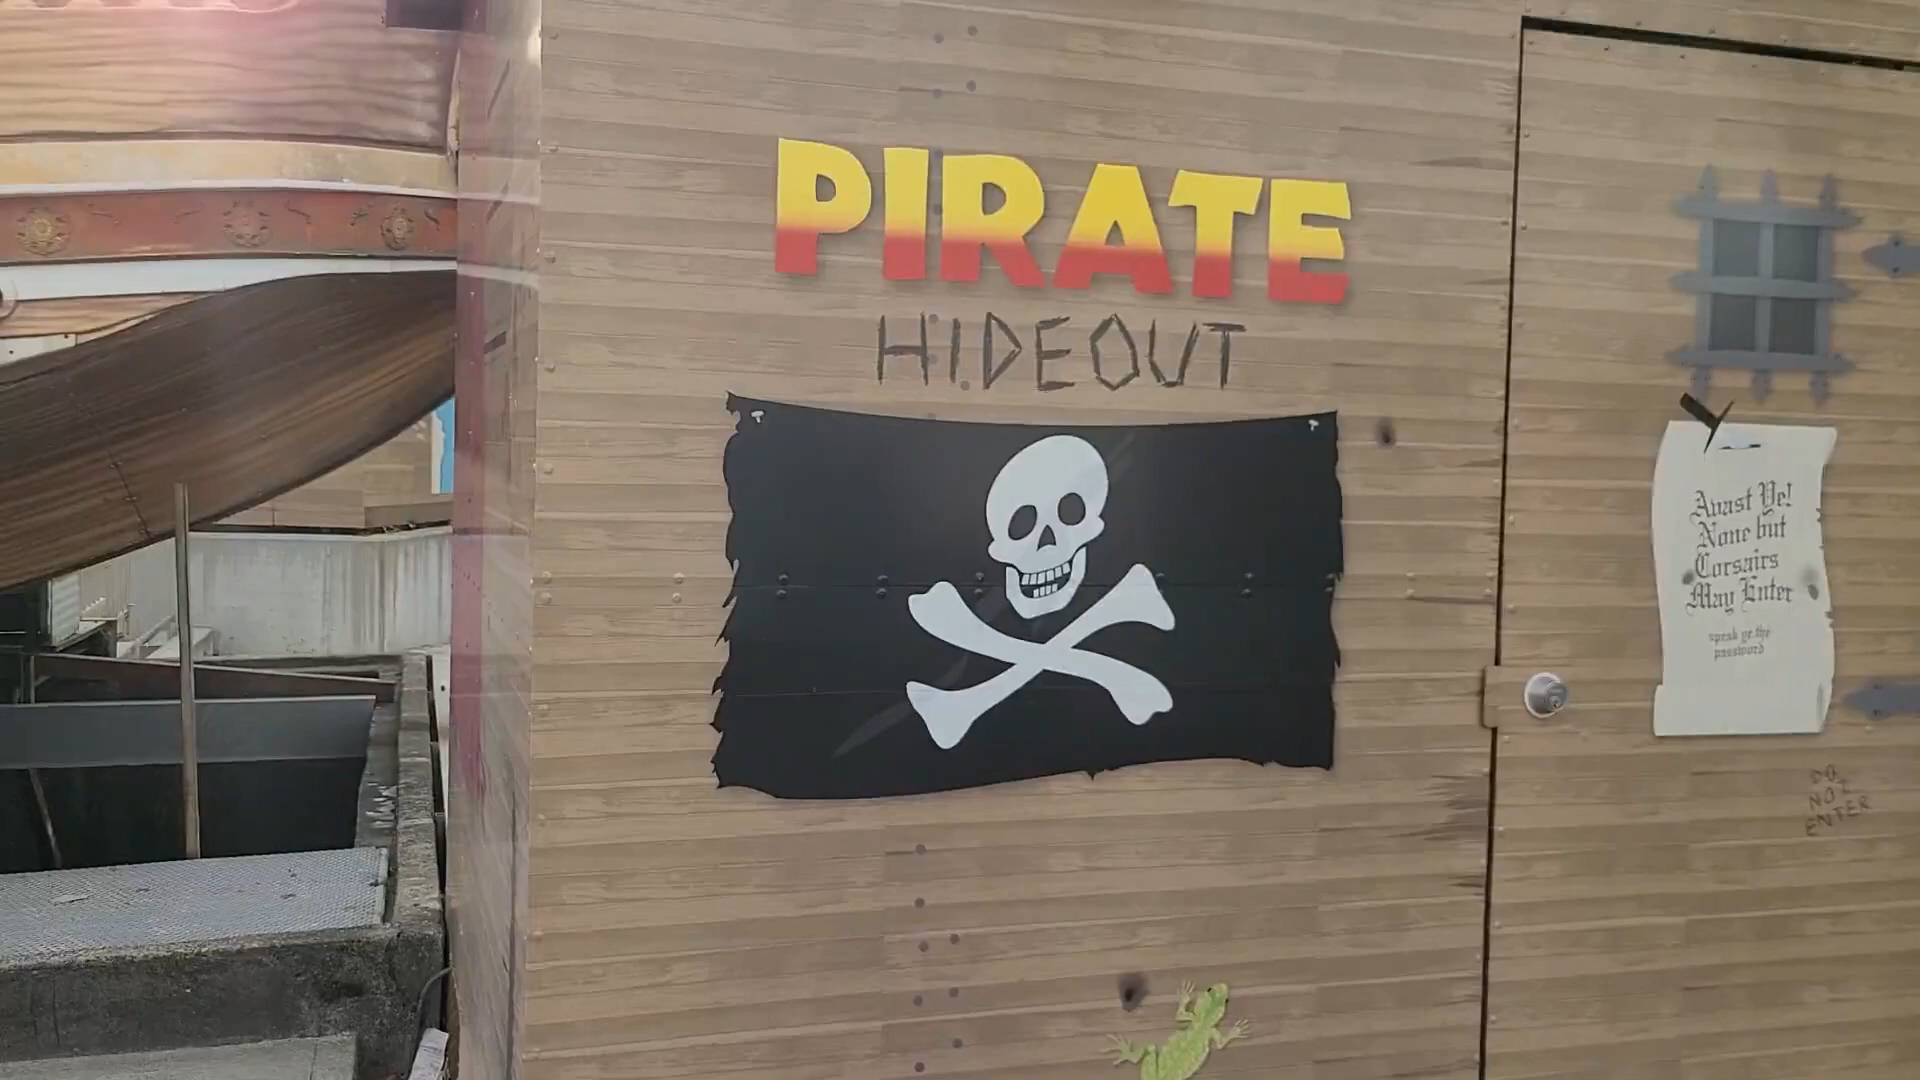 PIRATE
HIDEOUT
Avast Ye!
None but
Corsairs
May Enter
speak ye the
password
DO
NOT
ENTER